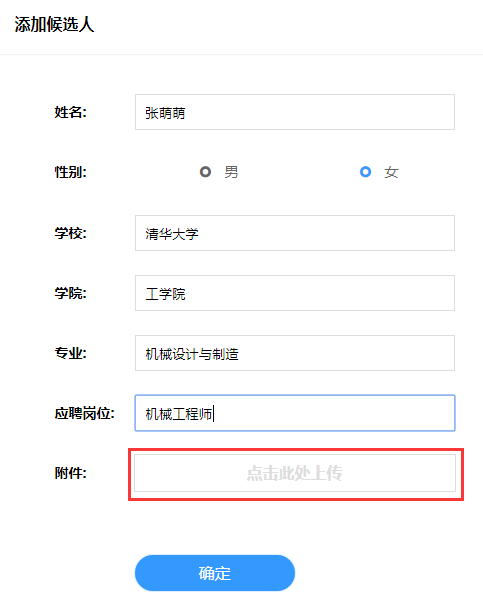 添加候选人
姓名: 张萌萌
性别: 男 女
学校: 清华大学
学院: 工学院
专业: 机械设计与制造
应聘岗位: 机械工程师
附件: 点击此处上传
确定